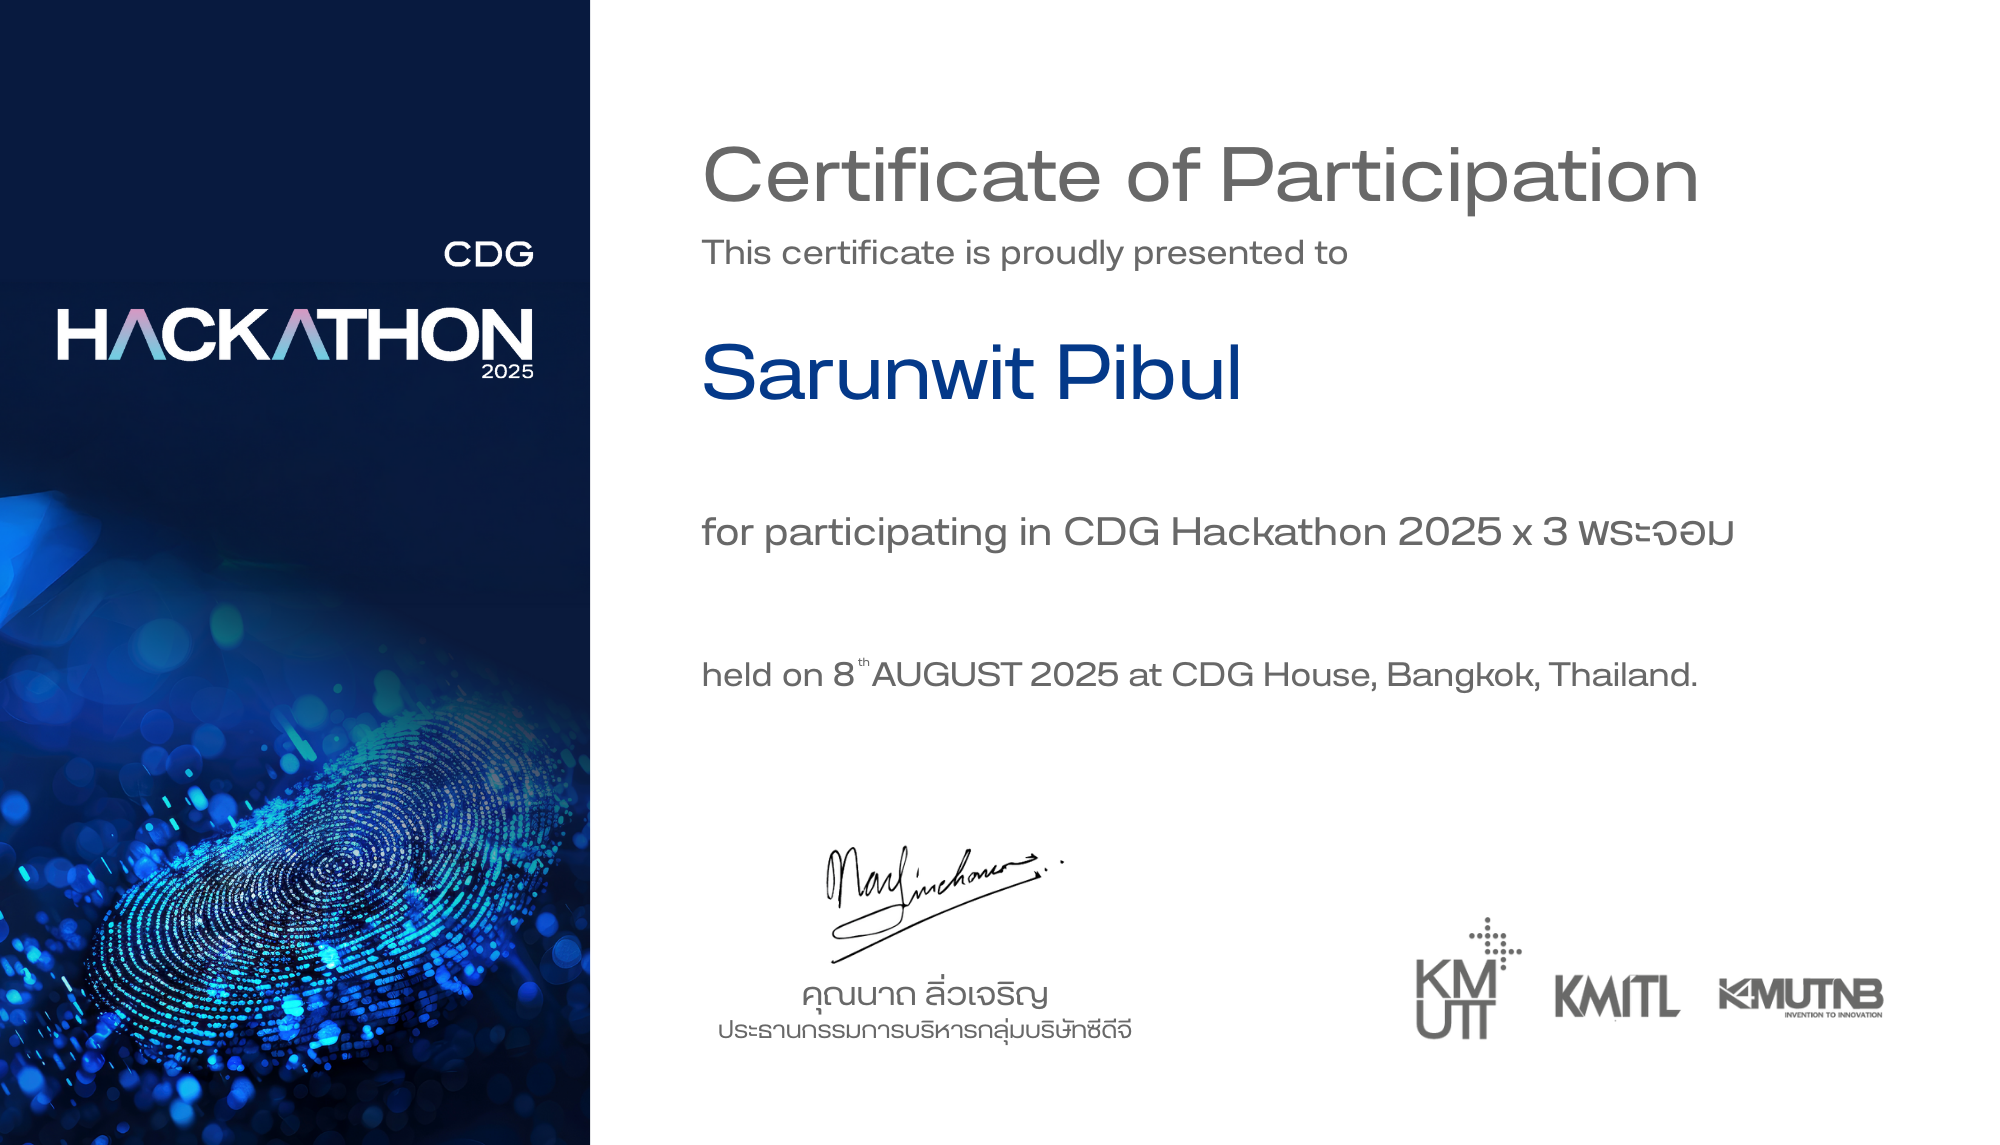 CDG
HACKATHON
2025
Certificate of Participation
This certificate is proudly presented to
Sarunwit Pibul
for participating in CDG Hackathon 2025 x 3 พระจอม
held on 8th AUGUST 2025 at CDG House, Bangkok, Thailand.
คุณนาถ ลิ่วเจริญ
ประธานกรรมการบริหารกลุ่มบริษัทซีดีจี
KM
UTT
KMITL
KMUTNB
INVENTION TO INNOVATION